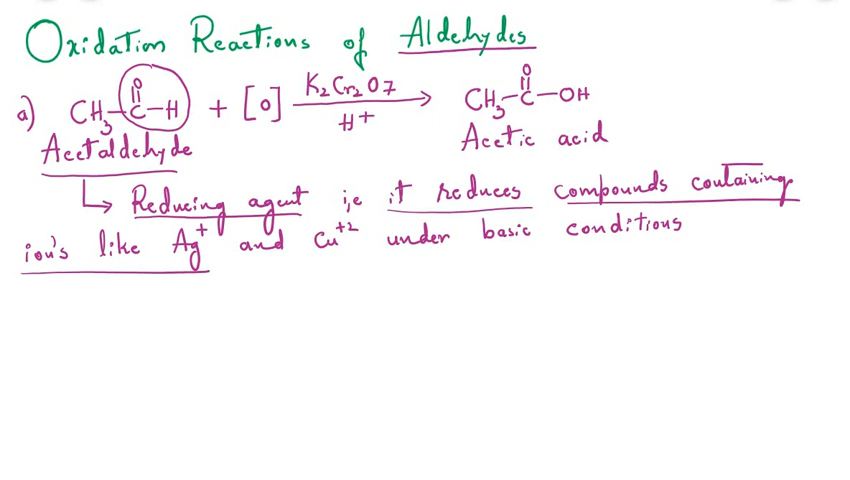 Oxidation Reactions of Aldehydes
a) CH₃-C(=O)-H + [O] K₂Cr₂O7 / H+ → CH₃-C(=O)-OH
Acetaldehyde Acetic acid
↳ Reducing agent i,e it reduces compounds containing
ion's like Ag⁺ and Cu⁺² under basic conditions